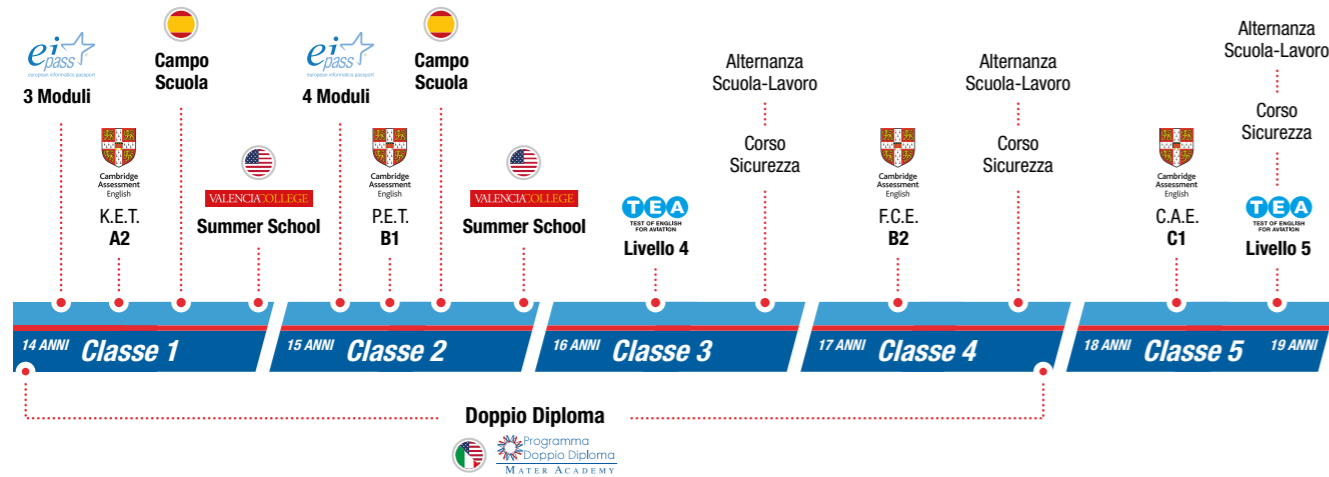 ei pass
european informatics passport
3 Moduli
Cambridge
Assessment
English
K.E.T.
A2
Campo
Scuola
VALENCIACOLLEGE
Summer School
ei pass
european informatics passport
4 Moduli
Cambridge
Assessment
English
P.E.T.
B1
Campo
Scuola
VALENCIACOLLEGE
Summer School
TEA
TEST OF ENGLISH
FOR AVIATION
Livello 4
Alternanza
Scuola-Lavoro
Corso
Sicurezza
Cambridge
Assessment
English
F.C.E.
B2
Alternanza
Scuola-Lavoro
Corso
Sicurezza
Cambridge
Assessment
English
C.A.E.
C1
Alternanza
Scuola-Lavoro
Corso
Sicurezza
TEA
TEST OF ENGLISH
FOR AVIATION
Livello 5
14 ANNI Classe 1
15 ANNI Classe 2
16 ANNI Classe 3
17 ANNI Classe 4
18 ANNI Classe 5 19 ANNI
Doppio Diploma
Programma
Doppio Diploma
MATER ACADEMY